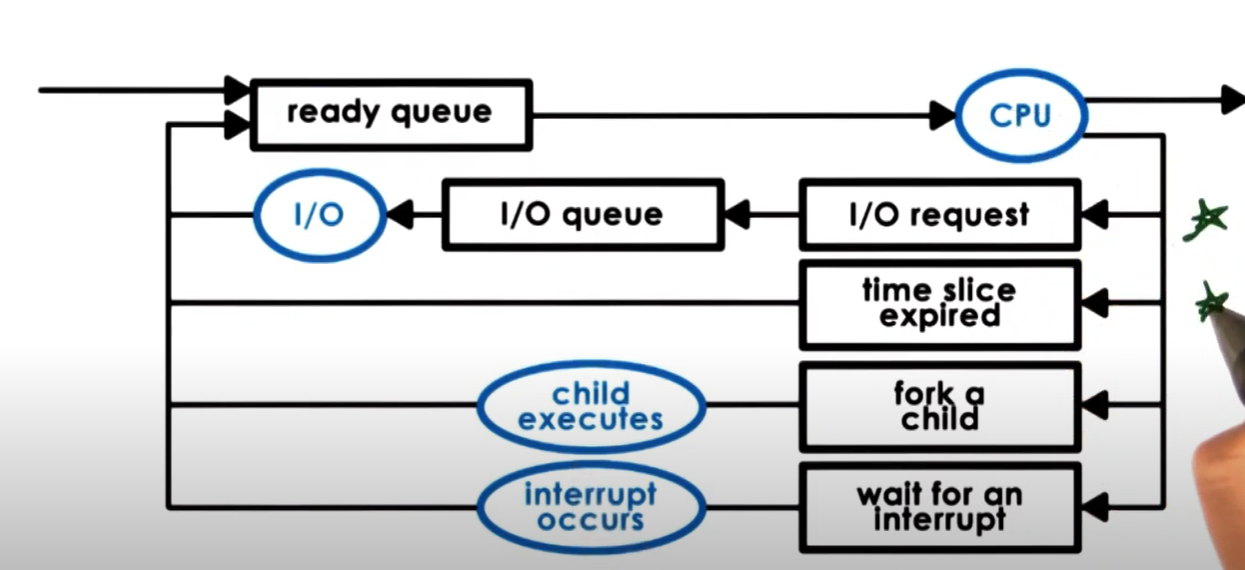 ready queue
CPU
I/O
I/O queue
I/O request
time slice
expired
child
executes
fork a
child
interrupt
occurs
wait for an
interrupt